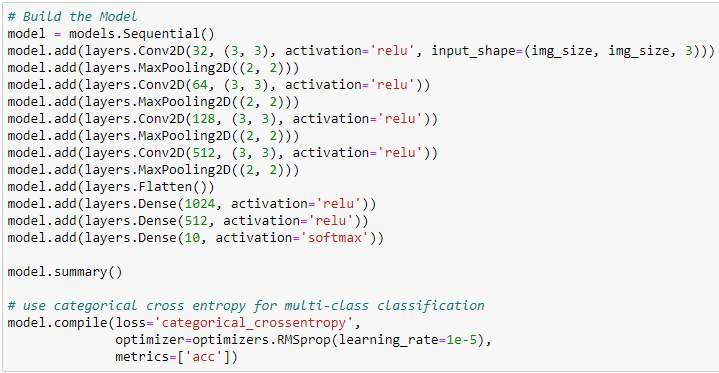 # Build the Model
model = models.Sequential()
model.add(layers.Conv2D(32, (3, 3), activation='relu', input_shape=(img_size, img_size, 3)))
model.add(layers.MaxPooling2D((2, 2)))
model.add(layers.Conv2D(64, (3, 3), activation='relu'))
model.add(layers.MaxPooling2D((2, 2)))
model.add(layers.Conv2D(128, (3, 3), activation='relu'))
model.add(layers.MaxPooling2D((2, 2)))
model.add(layers.Conv2D(512, (3, 3), activation='relu'))
model.add(layers.MaxPooling2D((2, 2)))
model.add(layers.Flatten())
model.add(layers.Dense(1024, activation='relu'))
model.add(layers.Dense(512, activation='relu'))
model.add(layers.Dense(10, activation='softmax'))

model.summary()

# use categorical cross entropy for multi-class classification
model.compile(loss='categorical_crossentropy',
              optimizer=optimizers.RMSprop(learning_rate=1e-5),
              metrics=['acc'])